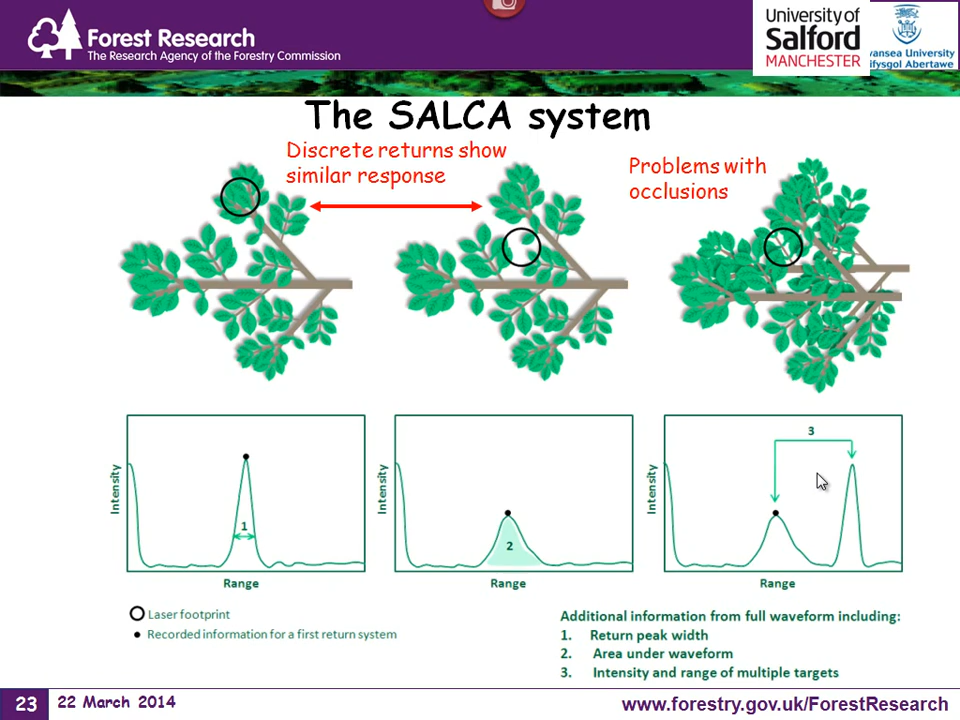 Forest Research
The Research Agency of the Forestry Commission
University of
Salford
MANCHESTER
wansea University
ifysgol Abertawe
The SALCA system
Discrete returns show
similar response
Problems with
occlusions
Intensity
1
Range
Intensity
2
Range
Intensity
3
Range
Laser footprint
Recorded information for a first return system
Additional information from full waveform including:
1. Return peak width
2. Area under waveform
3. Intensity and range of multiple targets
23
22 March 2014
www.forestry.gov.uk/ForestResearch